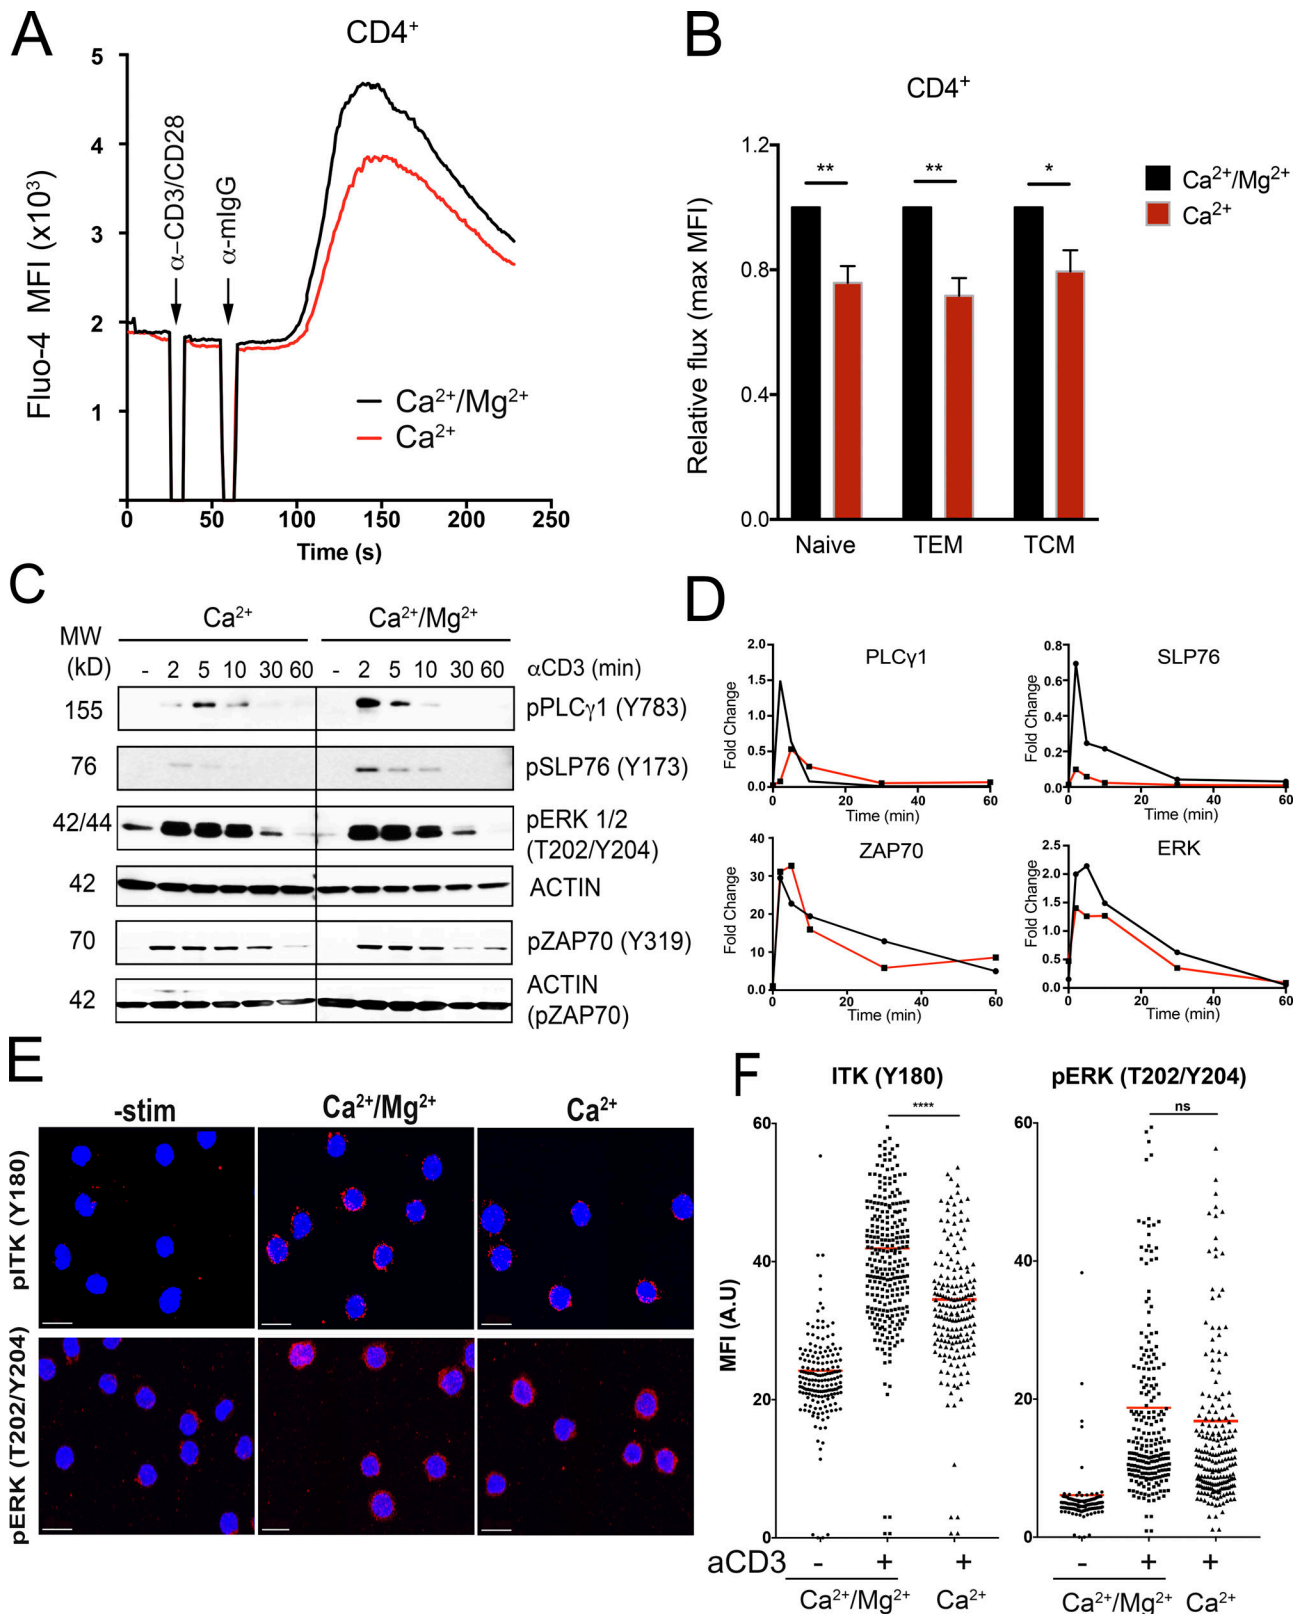 A
CD4⁺
5
4
3
2
1
Fluo-4 MFI (x10³)
α–CD3/CD28
α-mIgG
Ca²⁺/Mg²⁺
Ca²⁺
0 50 100 150 200 250
Time (s)
B
CD4⁺
1.2
0.8
0.4
0.0
Relative flux (max MFI)
** ** *
Ca²⁺/Mg²⁺
Ca²⁺
Naive TEM TCM
C
Ca²⁺ Ca²⁺/Mg²⁺
MW
(kD)
- 2 5 10 30 60 - 2 5 10 30 60 αCD3 (min)
155 pPLCγ1 (Y783)
76 pSLP76 (Y173)
42/44 pERK 1/2
(T202/Y204)
42 ACTIN
70 pZAP70 (Y319)
42 ACTIN
(pZAP70)
D
PLCγ1
2.0
1.5
1.0
0.5
0.0
Fold Change
0 20 40 60
Time (min)
SLP76
0.8
0.6
0.4
0.2
0.0
Fold Change
0 20 40 60
Time (min)
ZAP70
40
30
20
10
0.0
Fold Change
0 20 40 60
Time (min)
ERK
2.5
2.0
1.5
1.0
0.5
0.0
Fold Change
0 20 40 60
Time (min)
E
-stim Ca²⁺/Mg²⁺ Ca²⁺
pITK (Y180)
pERK (T202/Y204)
F
ITK (Y180)
****
60
40
20
0
MFI (A.U)
pERK (T202/Y204)
ns
60
40
20
0
aCD3 - + + - + +
Ca²⁺/Mg²⁺ Ca²⁺ Ca²⁺/Mg²⁺ Ca²⁺